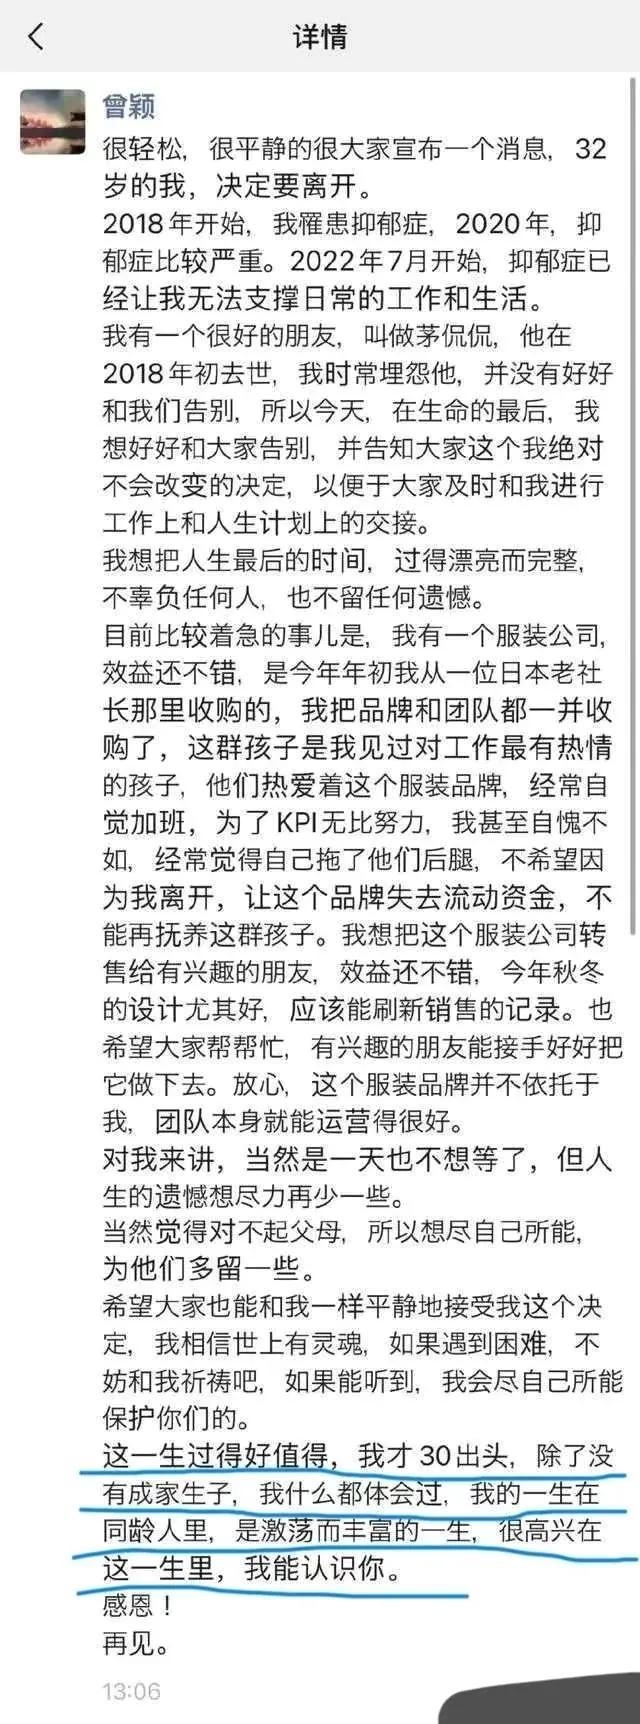 详情
曾颖
很轻松，很平静的很大家宣布一个消息，32
岁的我，决定要离开。
2018年开始，我罹患抑郁症，2020年，抑
郁症比较严重。2022年7月开始，抑郁症已
经让我无法支撑日常的工作和生活。
我有一个很好的朋友，叫做茅侃侃，他在
2018年初去世，我时常埋怨他，并没有好好
和我们告别，所以今天，在生命的最后，我
想好好和大家告别，并告知大家这个我绝对
不会改变的决定，以便于大家及时和我进行
工作上和人生计划上的交接。
我想把人生最后的时间，过得漂亮而完整，
不辜负任何人，也不留任何遗憾。
目前比较着急的事儿是，我有一个服装公司，
效益还不错，是今年年初我从一位日本老社
长那里收购的，我把品牌和团队都一并收
购了，这群孩子是我见过对工作最有热情
的孩子，他们热爱着这个服装品牌，经常自
觉加班，为了KPI无比努力，我甚至自愧不
如，经常觉得自己拖了他们后腿，不希望因
为我离开，让这个品牌失去流动资金，不
能再抚养这群孩子。我想把这个服装公司转
售给有兴趣的朋友，效益还不错，今年秋冬
的设计尤其好，应该能刷新销售的记录。也
希望大家帮帮忙，有兴趣的朋友能接手好好把
它做下去。放心，这个服装品牌并不依托于
我，团队本身就能运营得很好。
对我来讲，当然是一天也不想等了，但人
生的遗憾想尽力再少一些。
当然觉得对不起父母，所以想尽自己所能，
为他们多留一些。
希望大家也能和我一样平静地接受我这个决
定，我相信世上有灵魂，如果遇到困难，不
妨和我祈祷吧，如果能听到，我会尽自己所能
保护你们的。
这一生过得好值得，我才30出头，除了没
有成家生子，我什么都体会过，我的一生在
同龄人里，是激荡而丰富的一生，很高兴在
这一生里，我能认识你。
感恩！
再见。
13:06